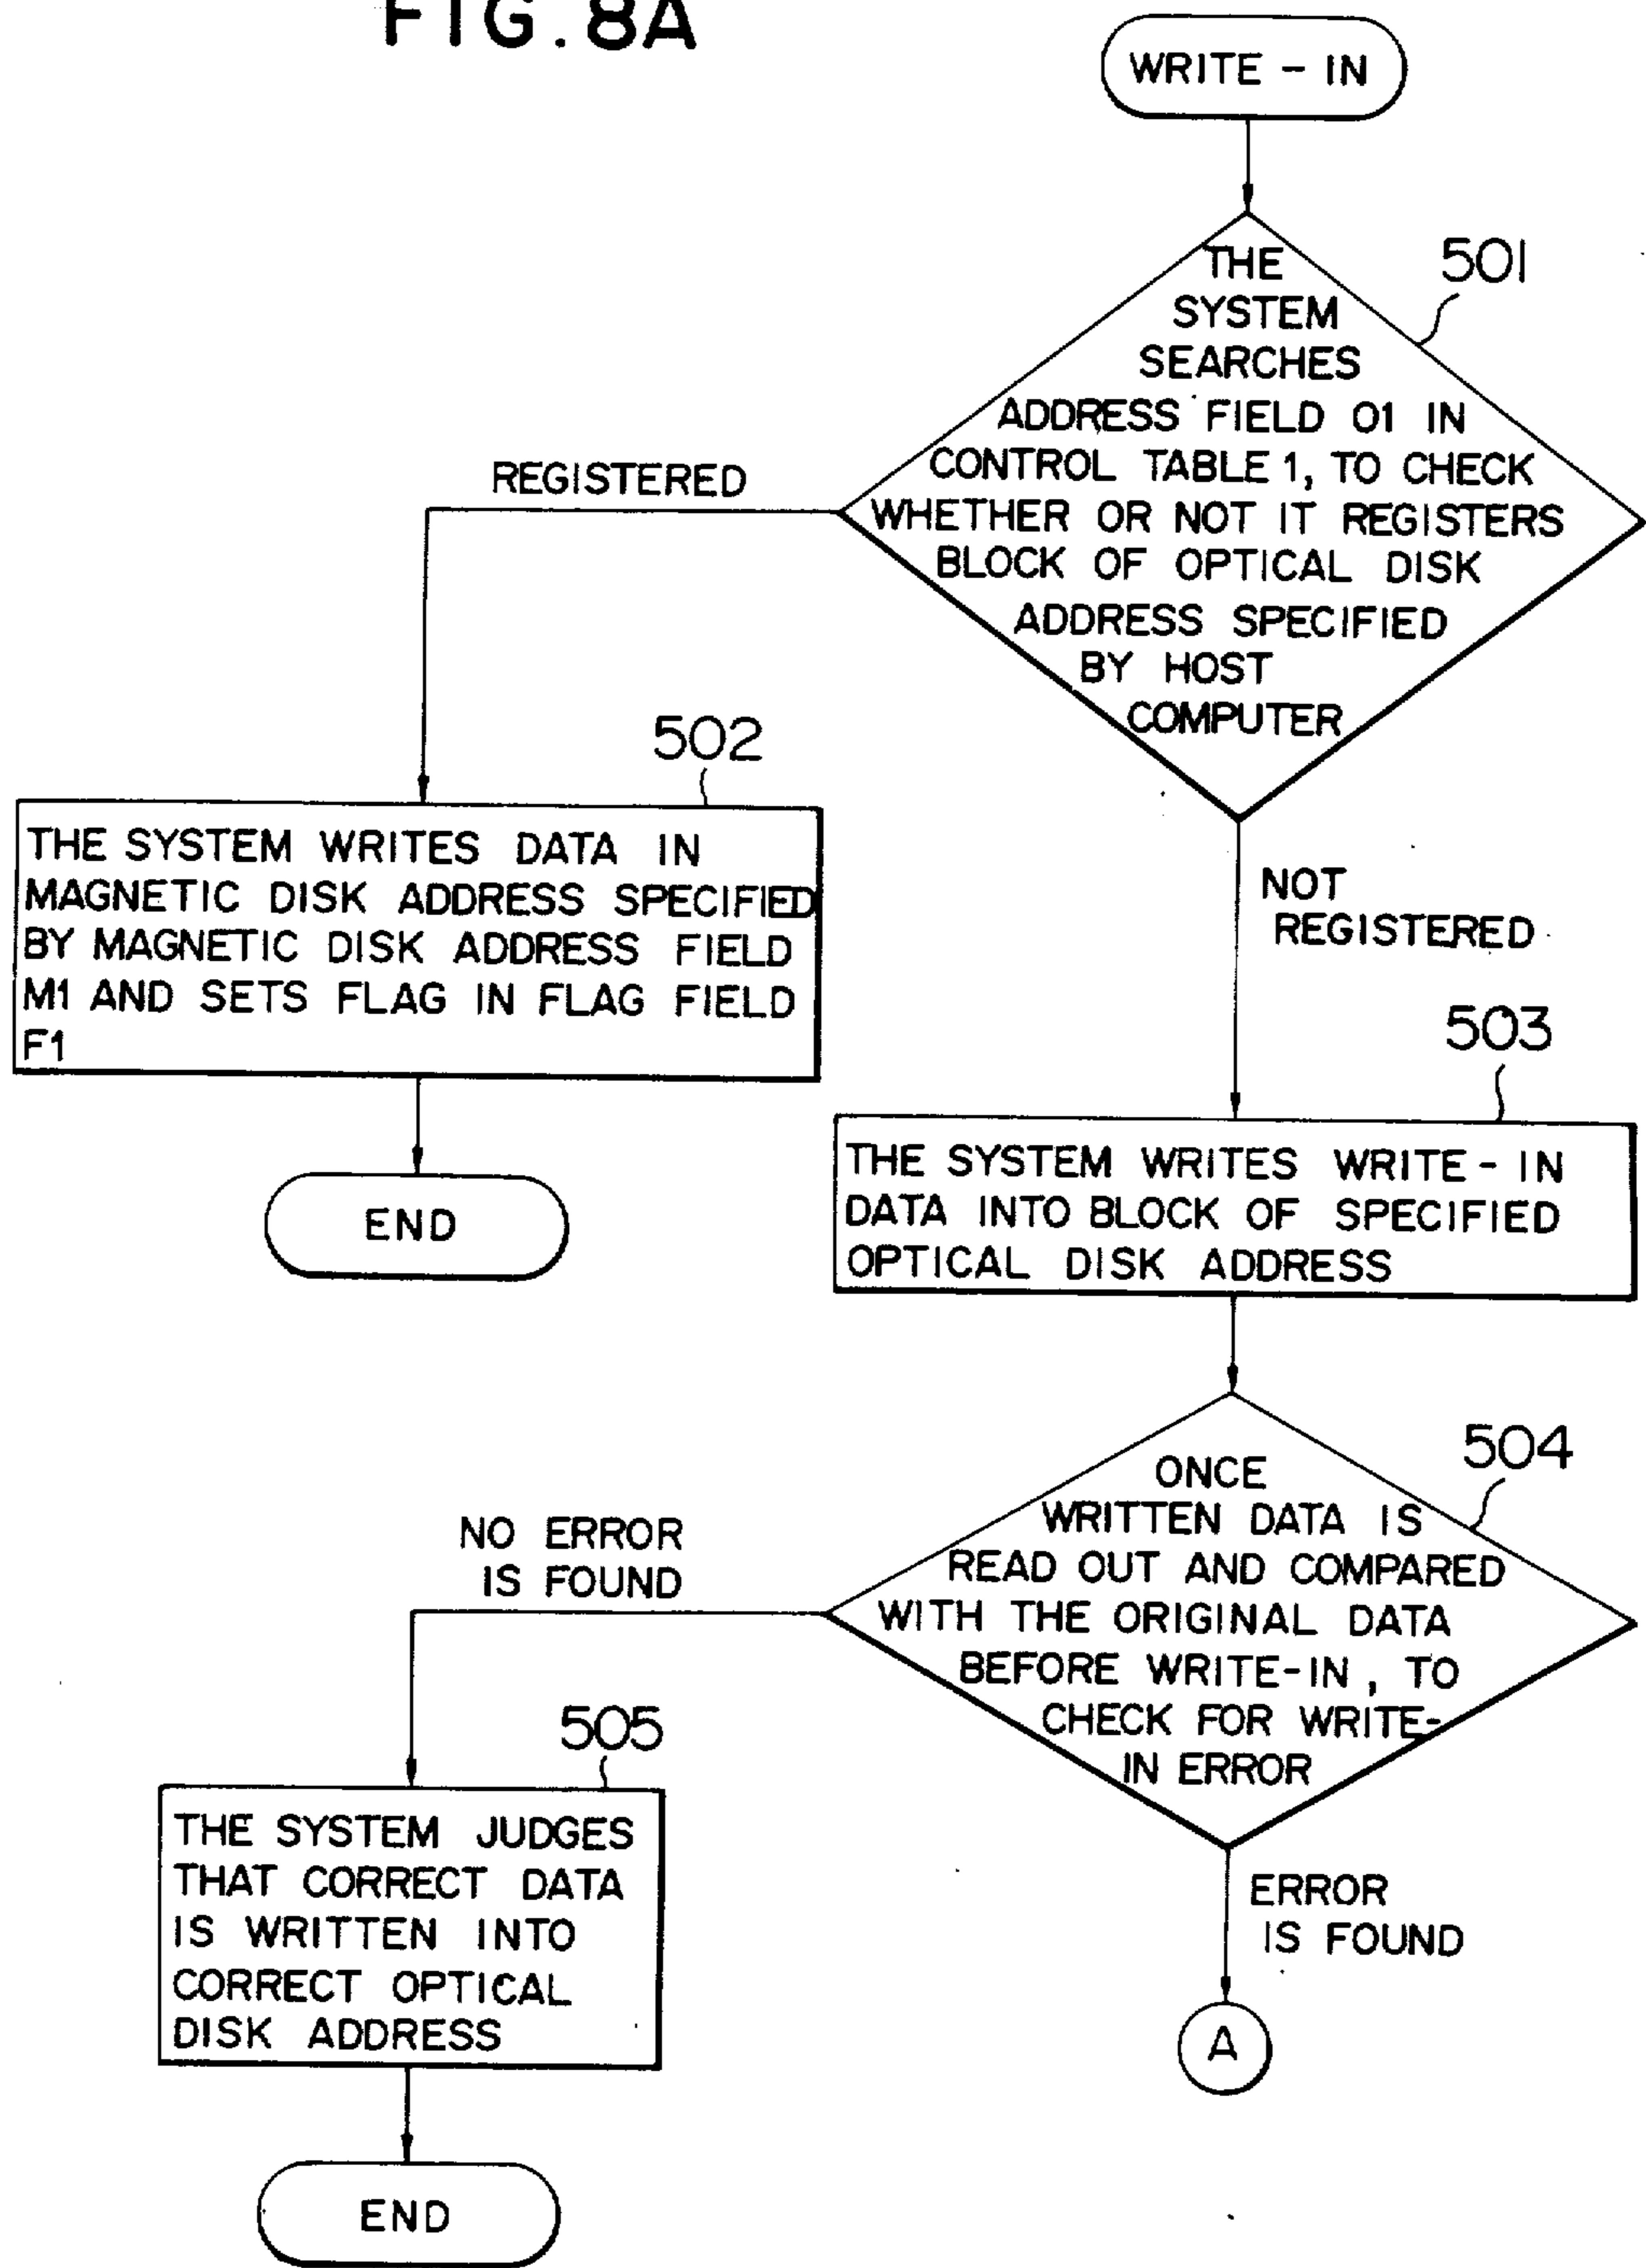 FIG. 8A
WRITE - IN
501
THE
SYSTEM
SEARCHES
ADDRESS FIELD O1 IN
CONTROL TABLE 1, TO CHECK
WHETHER OR NOT IT REGISTERS
BLOCK OF OPTICAL DISK
ADDRESS SPECIFIED
BY HOST
COMPUTER
REGISTERED
502
THE SYSTEM WRITES DATA IN
MAGNETIC DISK ADDRESS SPECIFIED
BY MAGNETIC DISK ADDRESS FIELD
M1 AND SETS FLAG IN FLAG FIELD
F1
END
NOT
REGISTERED
503
THE SYSTEM WRITES WRITE - IN
DATA INTO BLOCK OF SPECIFIED
OPTICAL DISK ADDRESS
504
ONCE
WRITTEN DATA IS
READ OUT AND COMPARED
WITH THE ORIGINAL DATA
BEFORE WRITE-IN, TO
CHECK FOR WRITE-
IN ERROR
NO ERROR
IS FOUND
505
THE SYSTEM JUDGES
THAT CORRECT DATA
IS WRITTEN INTO
CORRECT OPTICAL
DISK ADDRESS
END
ERROR
IS FOUND
A